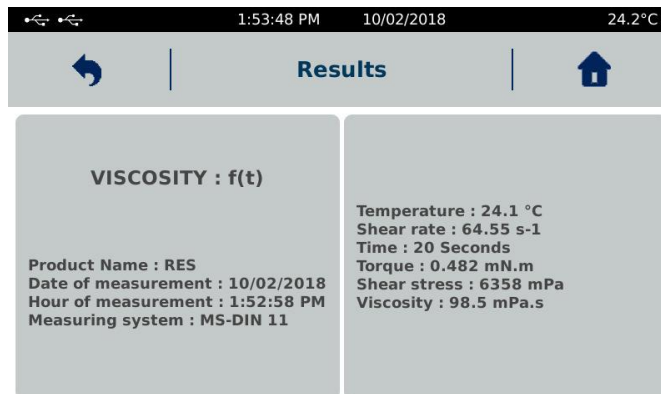 1:53:48 PM 10/02/2018 24.2°C
Results
VISCOSITY : f(t)
Product Name : RES
Date of measurement : 10/02/2018
Hour of measurement : 1:52:58 PM
Measuring system : MS-DIN 11
Temperature : 24.1 °C
Shear rate : 64.55 s-1
Time : 20 Seconds
Torque : 0.482 mN.m
Shear stress : 6358 mPa
Viscosity : 98.5 mPa.s